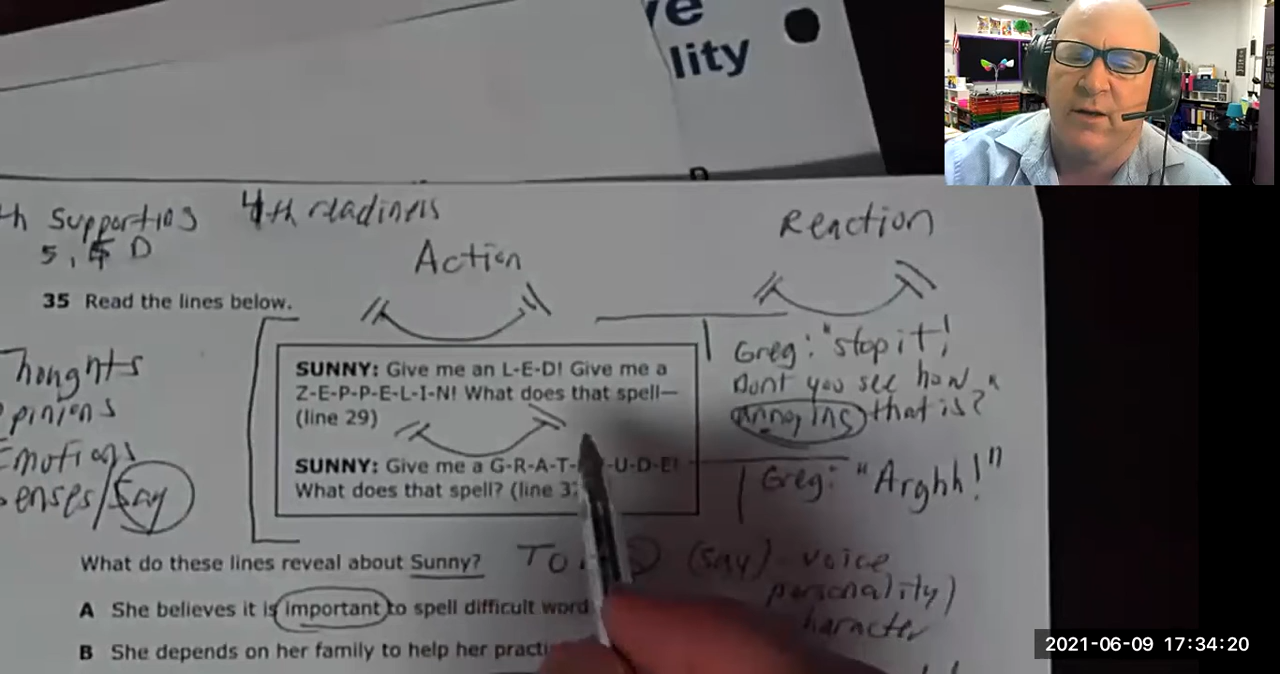 lity
4th readiness
Supporting
5, D
Action
Reaction
35 Read the lines below.
SUNNY: Give me an L-E-D! Give me a
Z-E-P-P-E-L-I-N! What does that spell—
(line 29)
SUNNY: Give me a G-R-A-T- -U-D-E!
What does that spell? (line 3
Thoughts
pinions
Emotions
enses/Say
Greg: "stop it!
Dont you see how
annoying that is?"
Greg: "Arghh!"
What do these lines reveal about Sunny?
(say) - voice
personality)
haracter
A She believes it is important to spell difficult word
B She depends on her family to help her practi
2021-06-09 17:34:20